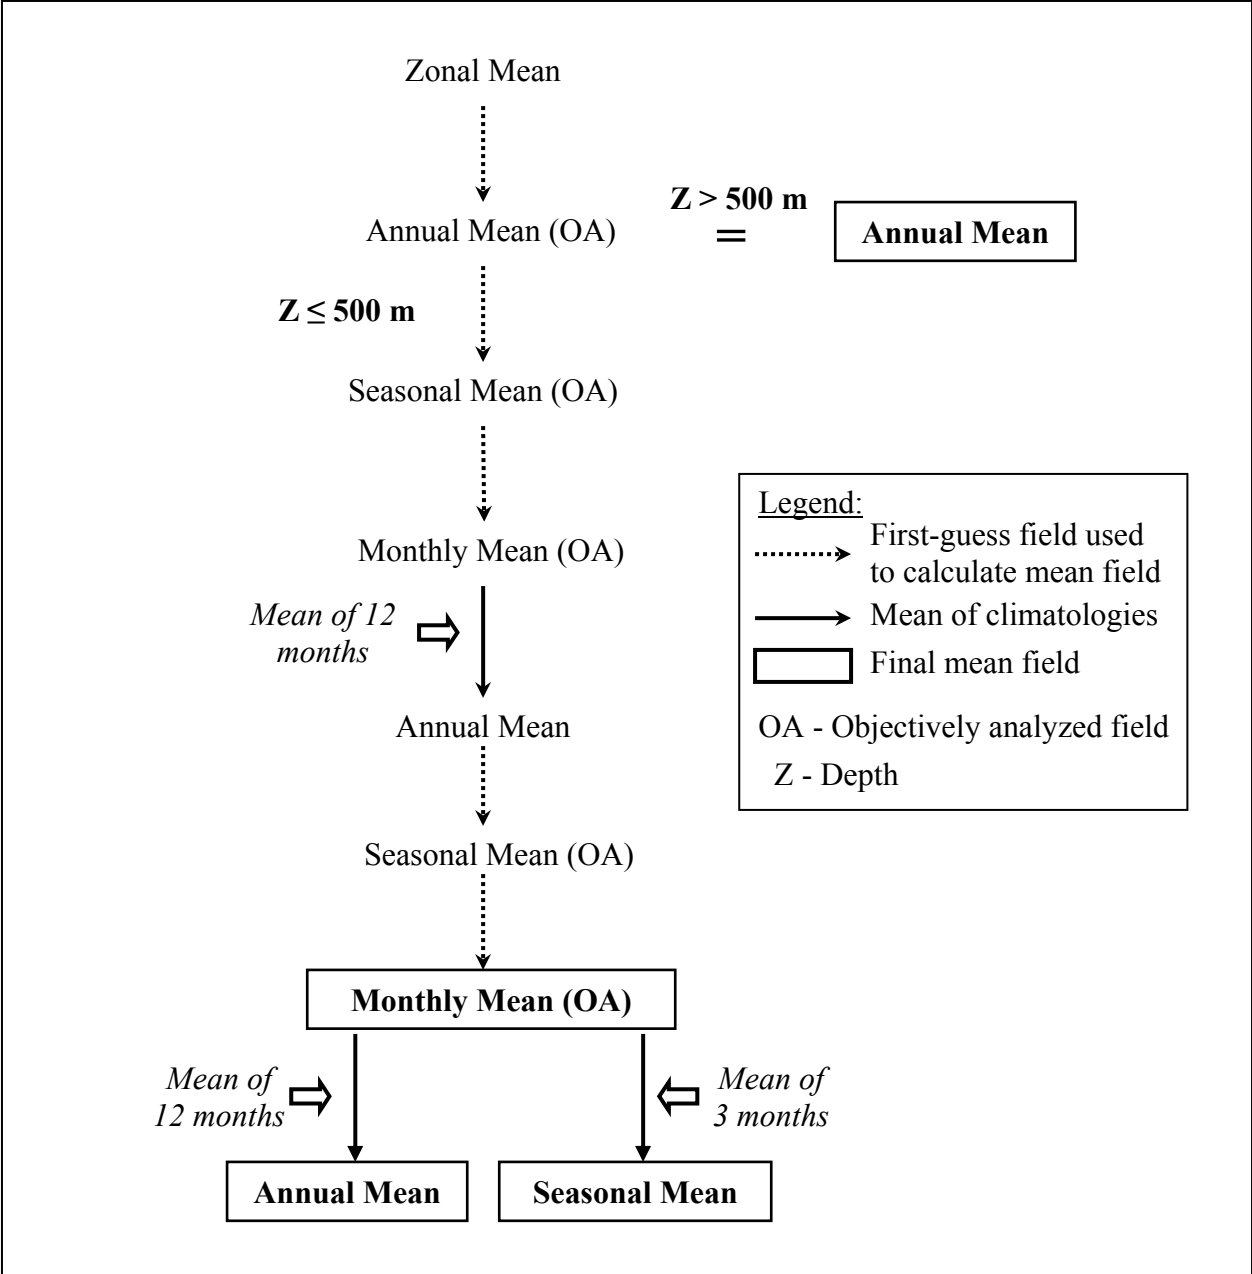 Zonal Mean
Z > 500 m
Annual Mean (OA)
=
Annual Mean
Z ≤ 500 m
Seasonal Mean (OA)
Monthly Mean (OA)
Mean of 12
months
Annual Mean
Seasonal Mean (OA)
Monthly Mean (OA)
Mean of
12 months
Mean of
3 months
Annual Mean
Seasonal Mean
Legend:
First-guess field used
to calculate mean field
Mean of climatologies
Final mean field
OA - Objectively analyzed field
Z - Depth